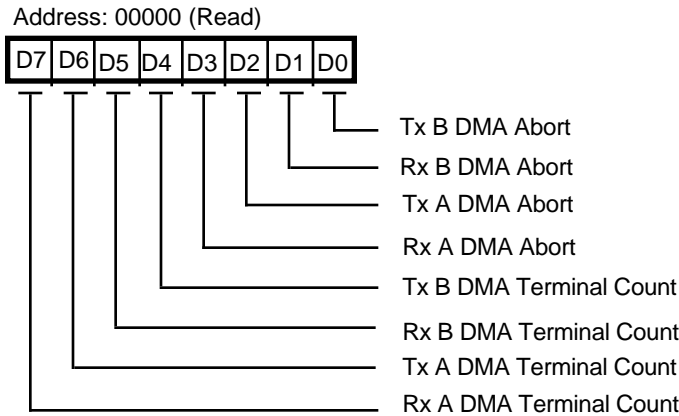 Address: 00000 (Read)
D7 D6 D5 D4 D3 D2 D1 D0
Tx B DMA Abort
Rx B DMA Abort
Tx A DMA Abort
Rx A DMA Abort
Tx B DMA Terminal Count
Rx B DMA Terminal Count
Tx A DMA Terminal Count
Rx A DMA Terminal Count